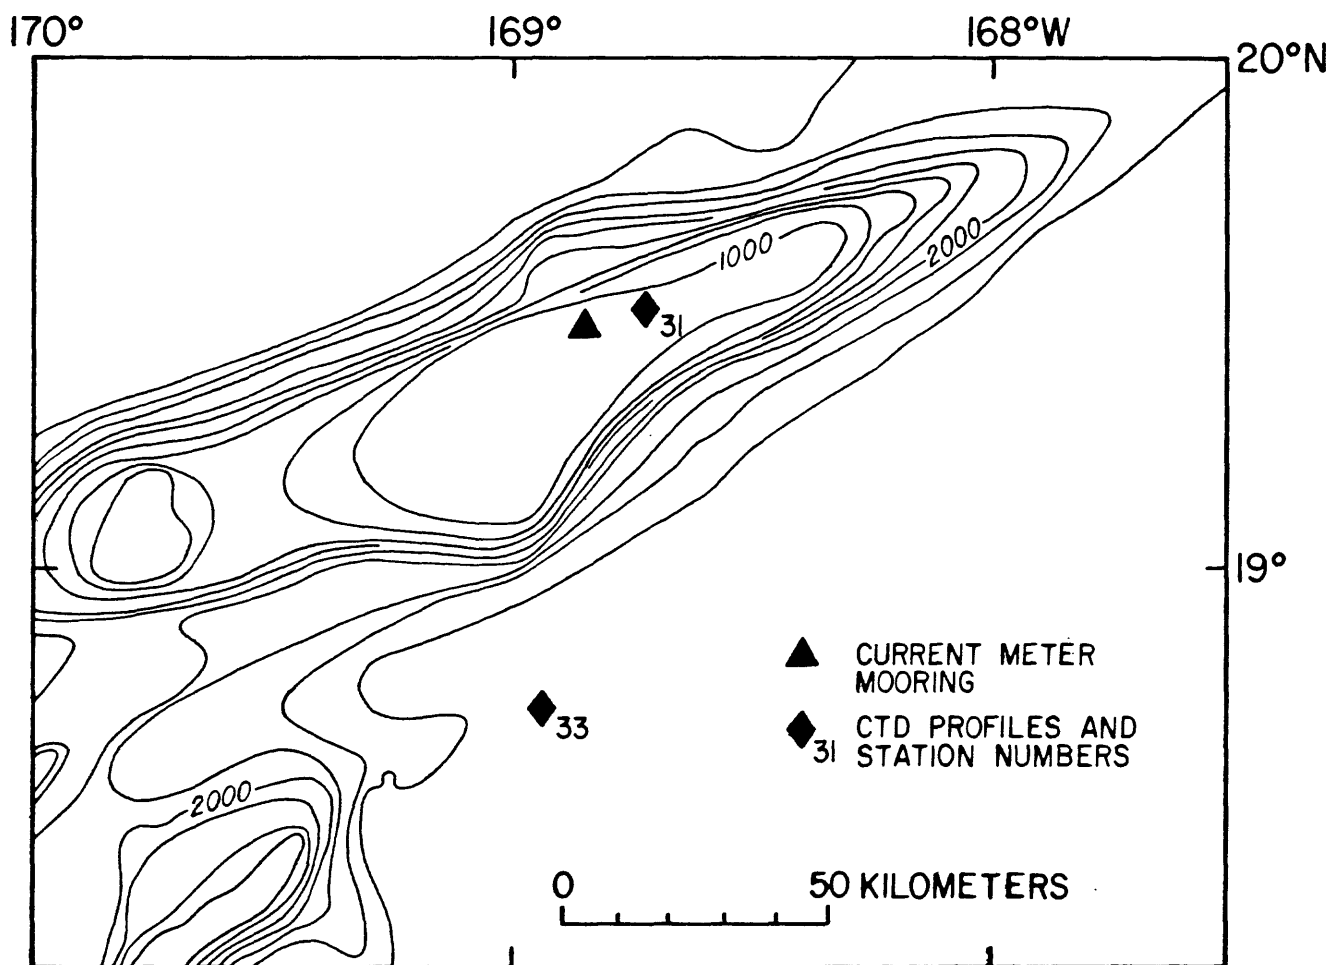 170° 169° 168°W
20°N
1000
2000
31
19°
CURRENT METER
MOORING
33
CTD PROFILES AND
31 STATION NUMBERS
2000
0 50 KILOMETERS